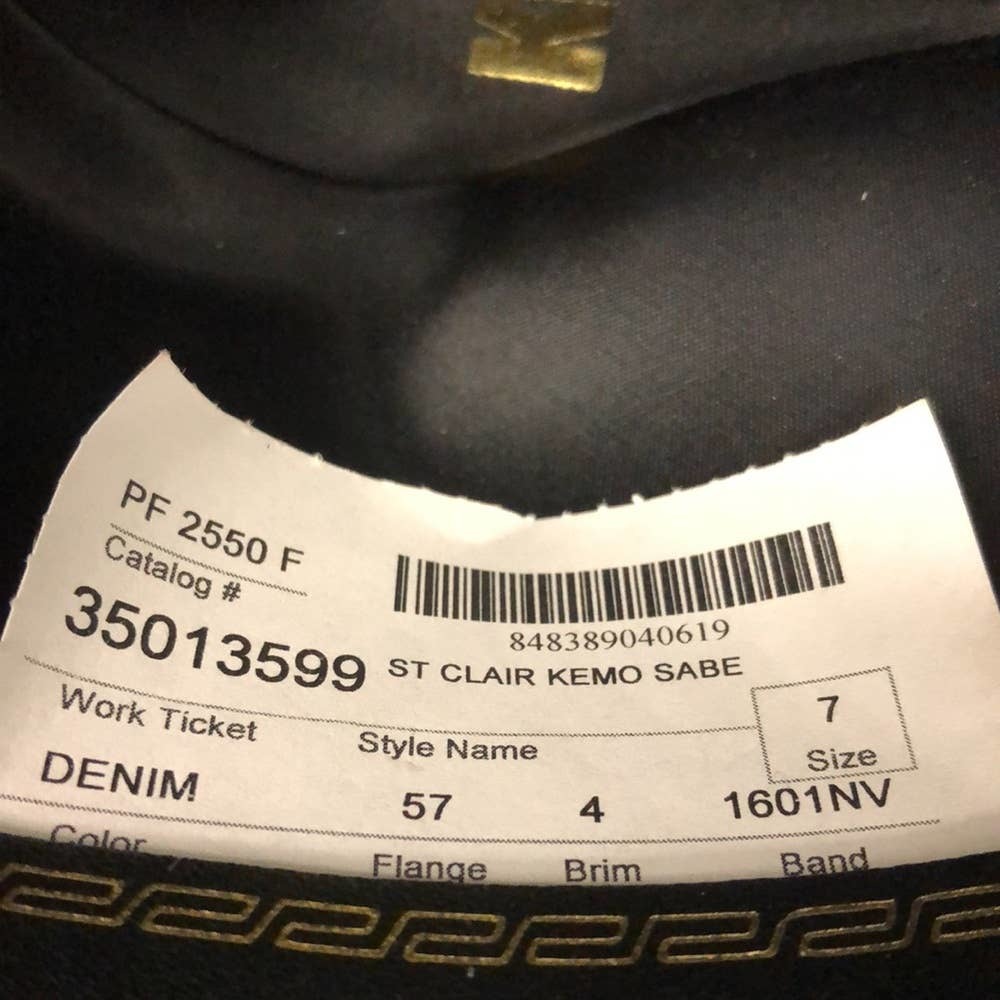 K
PF 2550 F
Catalog #
848389040619
35013599
ST CLAIR KEMO SABE
Work Ticket
Style Name
7
Size
DENIM
57
4
1601NV
Color
Flange
Brim
Band